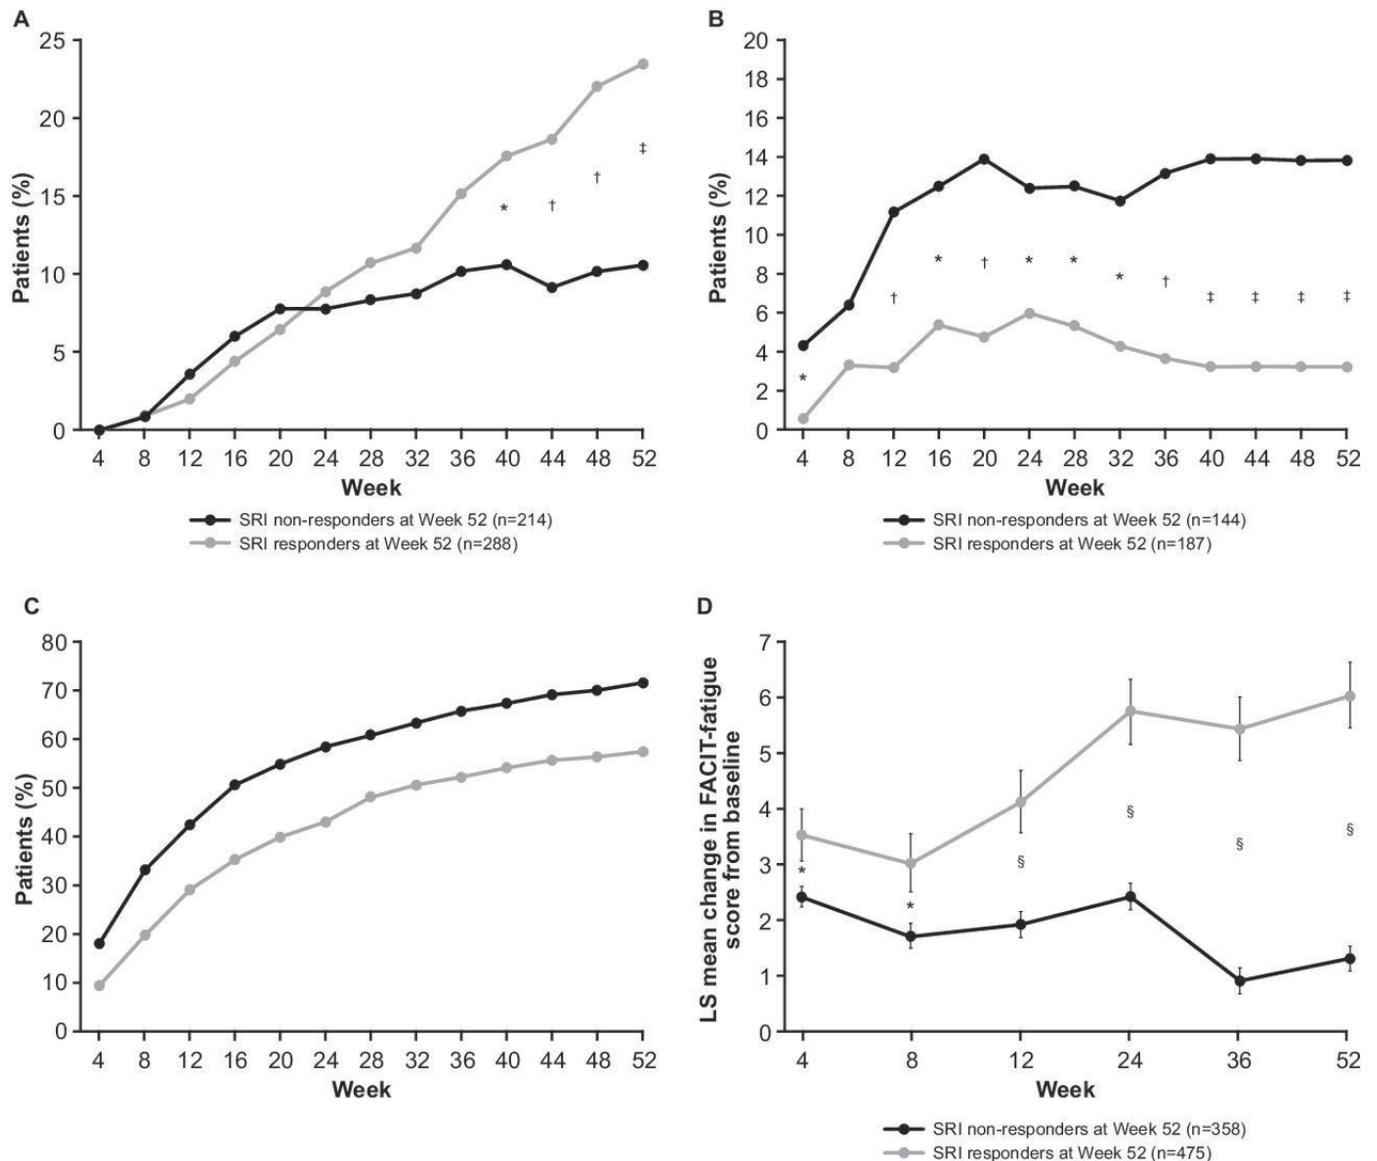 A
25
20
15
10
5
0
Patients (%)
* † † ‡
4 8 12 16 20 24 28 32 36 40 44 48 52
Week
SRI non-responders at Week 52 (n=214)
SRI responders at Week 52 (n=288)
B
20
18
16
14
12
10
8
6
4
2
0
Patients (%)
* † * † * * * † ‡ ‡ ‡ ‡
4 8 12 16 20 24 28 32 36 40 44 48 52
Week
SRI non-responders at Week 52 (n=144)
SRI responders at Week 52 (n=187)
C
80
70
60
50
40
30
20
10
0
Patients (%)
4 8 12 16 20 24 28 32 36 40 44 48 52
Week
D
7
6
5
4
3
2
1
0
LS mean change in FACIT-fatigue
score from baseline
* * § § § §
4 8 12 24 36 52
Week
SRI non-responders at Week 52 (n=358)
SRI responders at Week 52 (n=475)